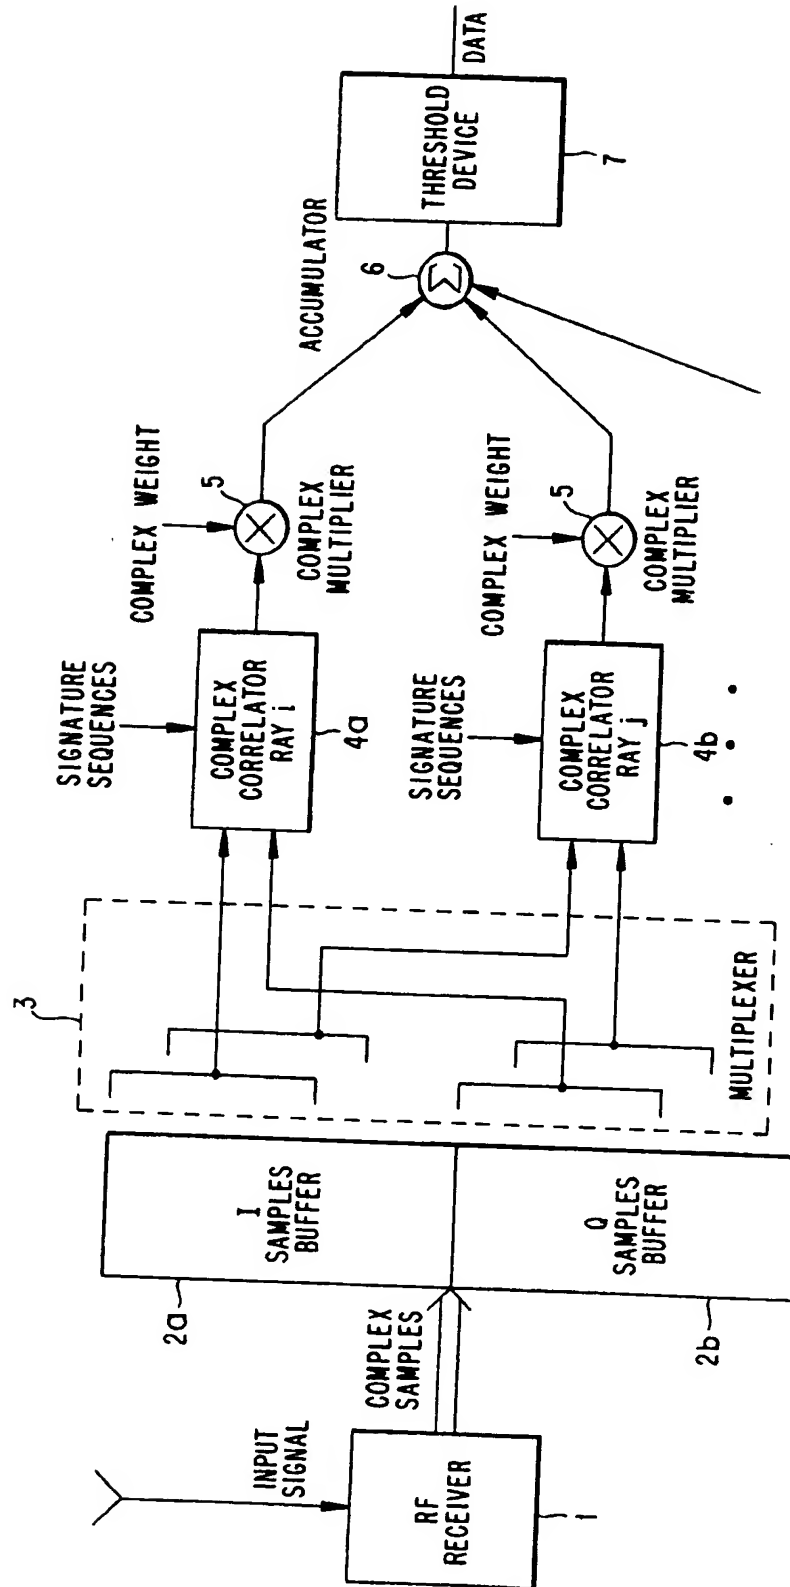 INPUT
SIGNAL
RF
RECEIVER
1
COMPLEX
SAMPLES
2a
I
SAMPLES
BUFFER
Q
SAMPLES
BUFFER
2b
3
MULTIPLEXER
SIGNATURE
SEQUENCES
COMPLEX
CORRELATOR
RAY i
4a
SIGNATURE
SEQUENCES
COMPLEX
CORRELATOR
RAY j
4b
COMPLEX WEIGHT
5
COMPLEX
MULTIPLIER
COMPLEX WEIGHT
5
COMPLEX
MULTIPLIER
ACCUMULATOR
6
Σ
THRESHOLD
DEVICE
7
DATA